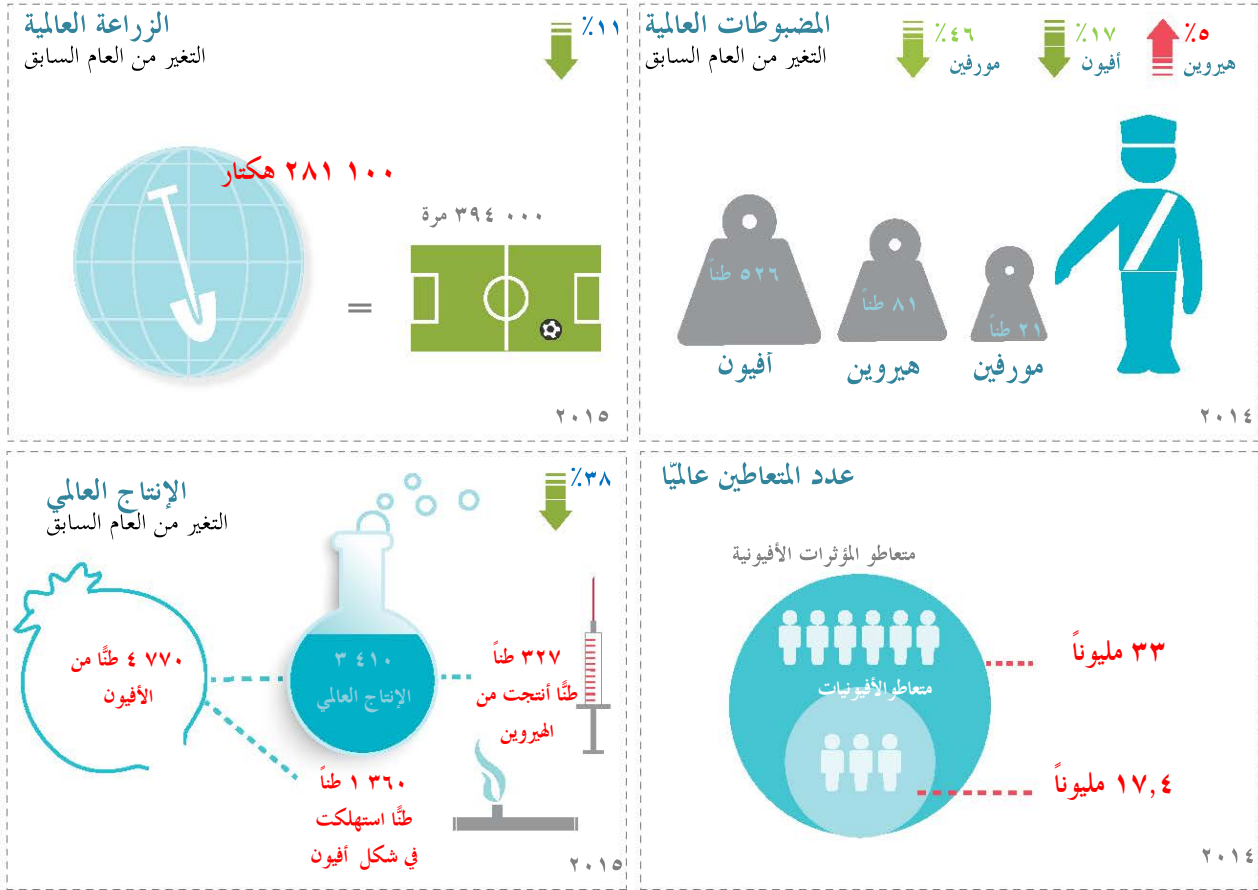 المضبوطات العالمية
التغير من العام السابق
٪٥
هيروين
٪١٧
أفيون
٪٤٦
مورفين
٥٢٦ طناً
٨١ طناً
٢١ طناً
أفيون
هيروين
مورفين
٢٠١٤
الزراعة العالمية
التغير من العام السابق
٪١١
٢٨١ ١٠٠ هكتار
٣٩٤ ٠٠٠ مرة
=
٢٠١٥
عدد المتعاطين عالميًّا
متعاطو المؤثرات الأفيونية
٣٣ مليوناً
متعاطو الأفيونيات
١٧,٤ مليوناً
٢٠١٤
الإنتاج العالمي
التغير من العام السابق
٪٣٨
٤ ٧٧٠ طنًّا من
الأفيون
٣ ٤١٠
الإنتاج العالمي
٣٢٧ طناً
طنًّا أنتجت من
الهيروين
١ ٣٦٠ طناً
طنًّا استهلكت
في شكل أفيون
٢٠١٥